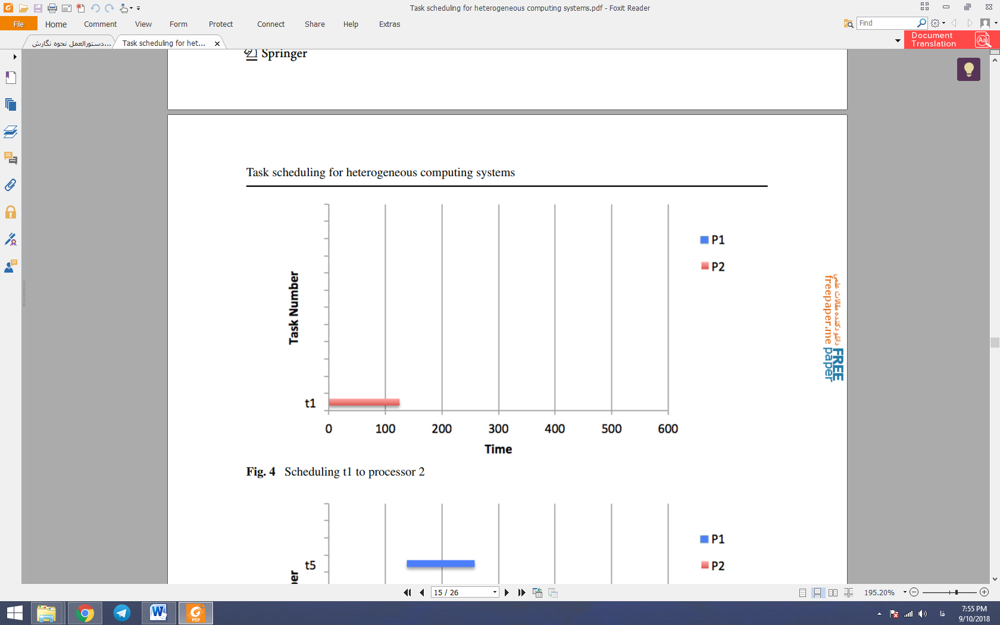 Task scheduling for heterogeneous computing systems.pdf - Foxit Reader
File Home Comment View Form Protect Connect Share Help Extras
Find
دستورالعمل نحوه نگارش...
Task scheduling for het...
Document
Translation
Springer
Task scheduling for heterogeneous computing systems
P1
P2
Task Number
t1
0 100 200 300 400 500 600
Time
Fig. 4 Scheduling t1 to processor 2
دانلود کننده مقالات علمی
freepaper.me
FREE
paper
P1
t5
P2
15 / 26
195.20%
7:55 PM
فا
9/10/2018